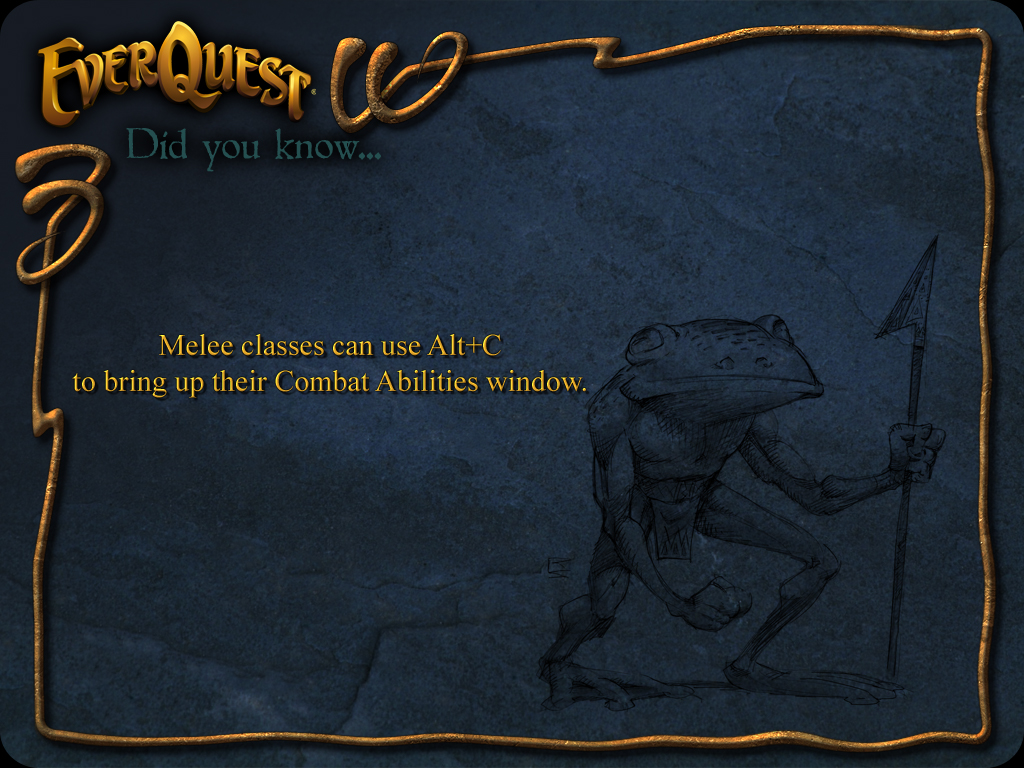 EverQuest
Did you know...
Melee classes can use Alt+C
to bring up their Combat Abilities window.